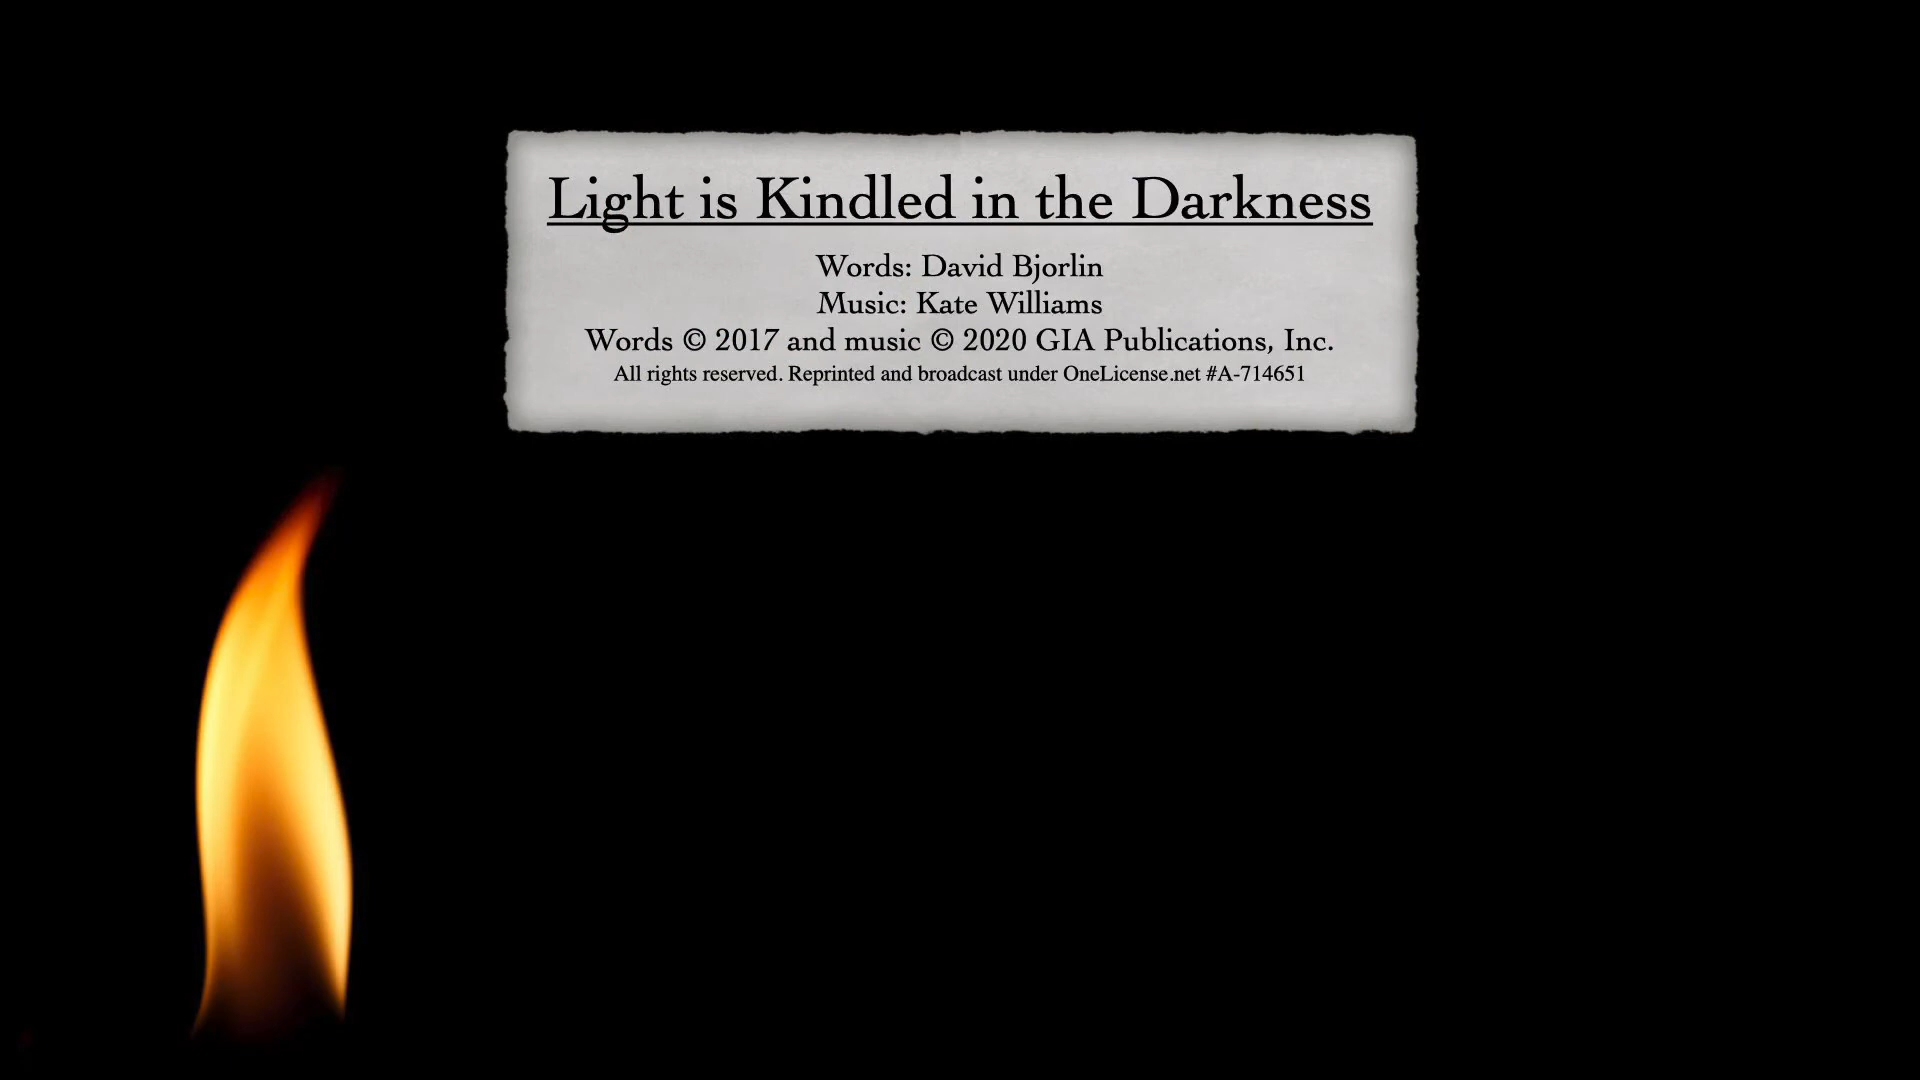 Light is Kindled in the Darkness
Words: David Bjorlin
Music: Kate Williams
Words © 2017 and music © 2020 GIA Publications, Inc.
All rights reserved. Reprinted and broadcast under OneLicense.net #A-714651